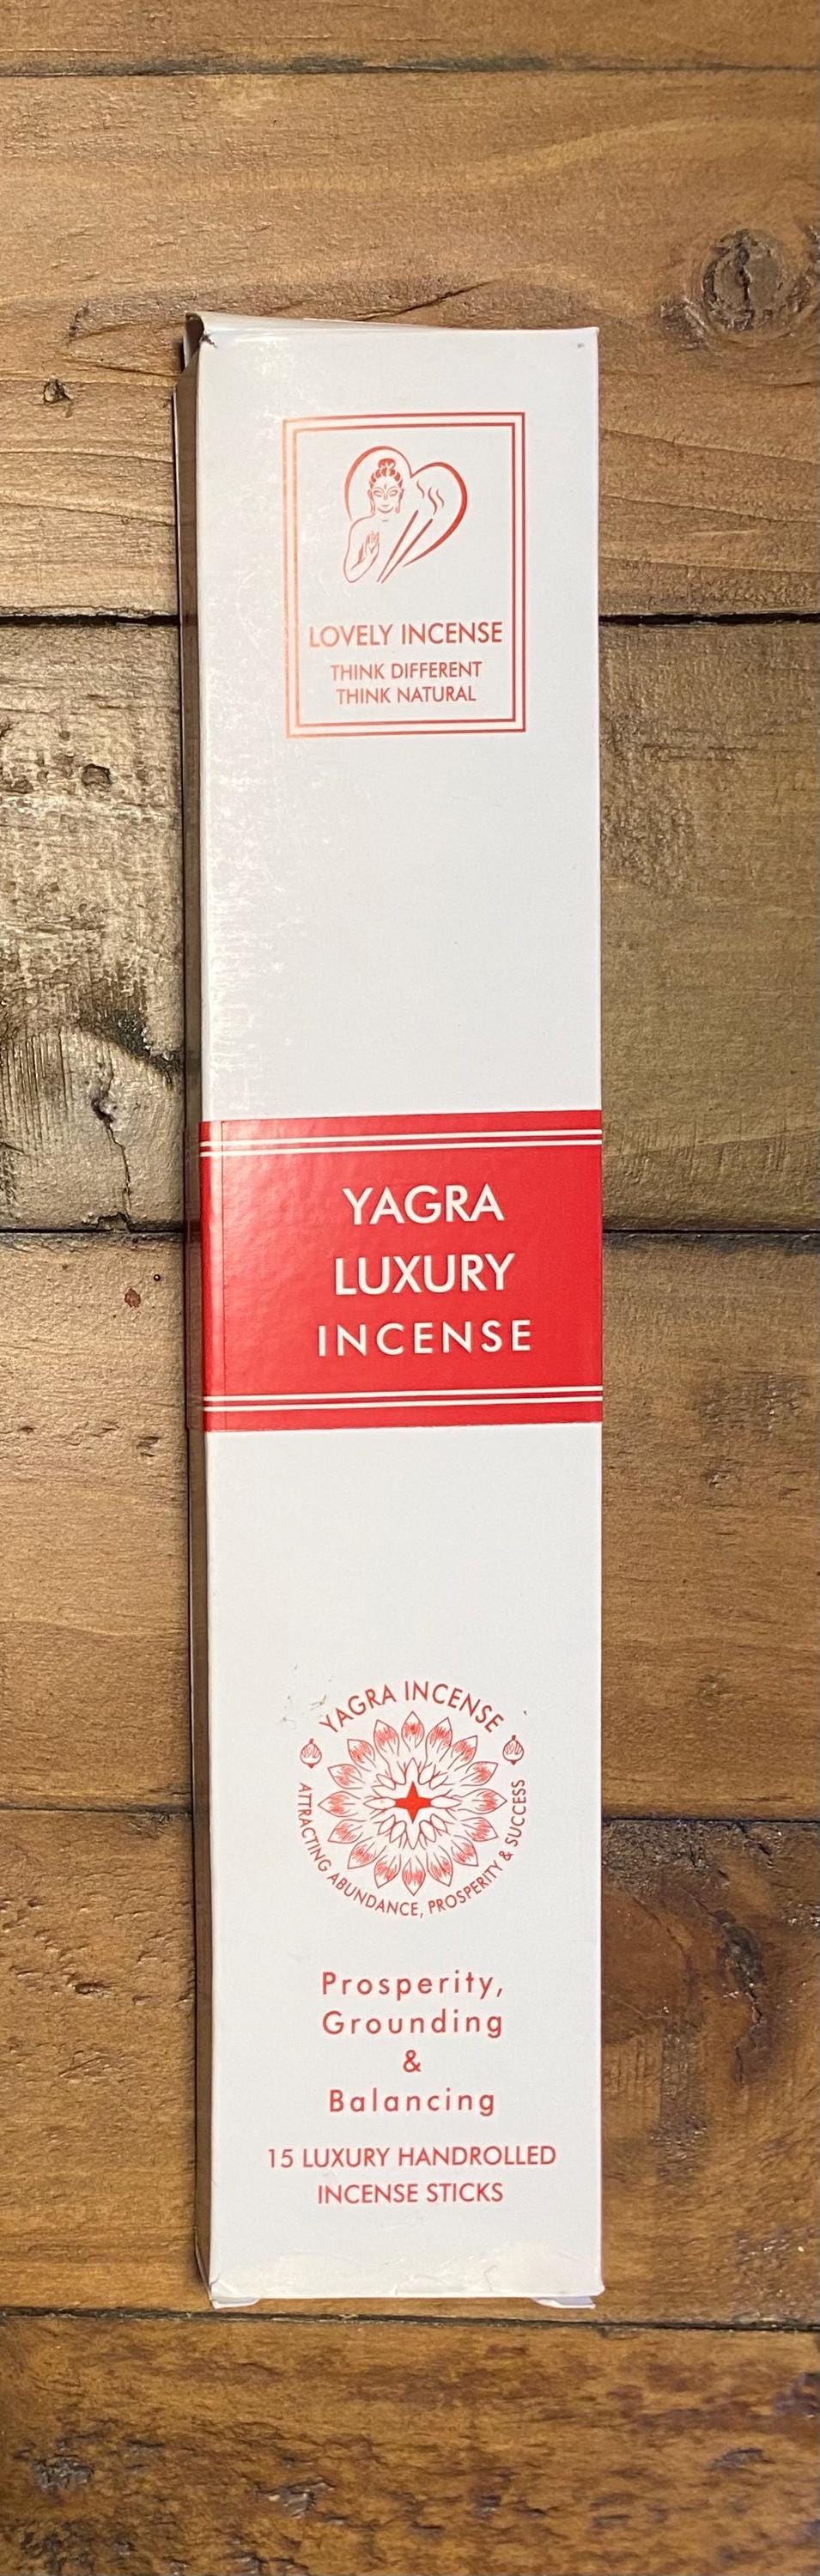 LOVELY INCENSE
THINK DIFFERENT
THINK NATURAL
YAGRA
LUXURY
INCENSE
YAGRA INCENSE
ATTRACTING ABUNDANCE, PROSPERITY & SUCCESS
Prosperity,
Grounding
&
Balancing
15 LUXURY HANDROLLED
INCENSE STICKS